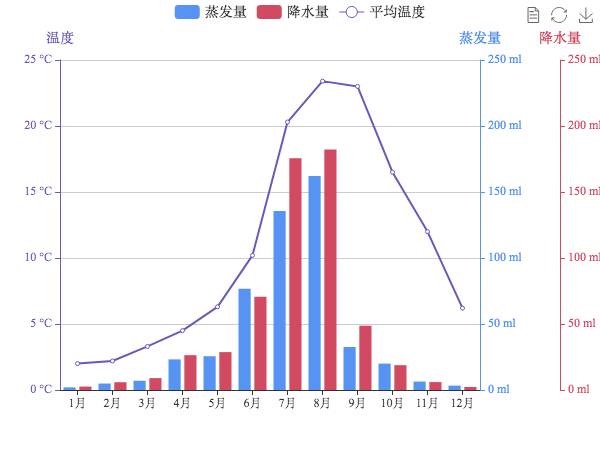 蒸发量 降水量 平均温度
温度 蒸发量 降水量
25 °C 250 ml 250 ml
20 °C 200 ml 200 ml
15 °C 150 ml 150 ml
10 °C 100 ml 100 ml
5 °C 50 ml 50 ml
0 °C 0 ml 0 ml
1月 2月 3月 4月 5月 6月 7月 8月 9月 10月 11月 12月